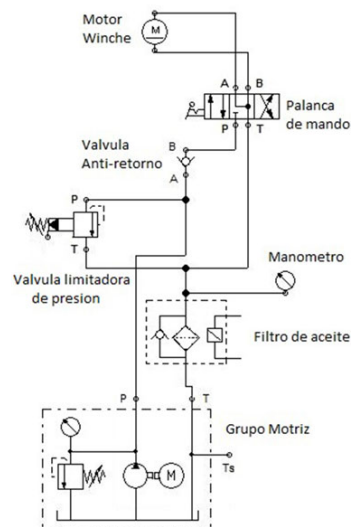 Motor
Winche
M
A B
Palanca
de mando
T
P T
Valvula
Anti-retorno
B
A
P
T
Valvula limitadora
de presion
Manometro
Filtro de aceite
P T
Grupo Motriz
M
Ts